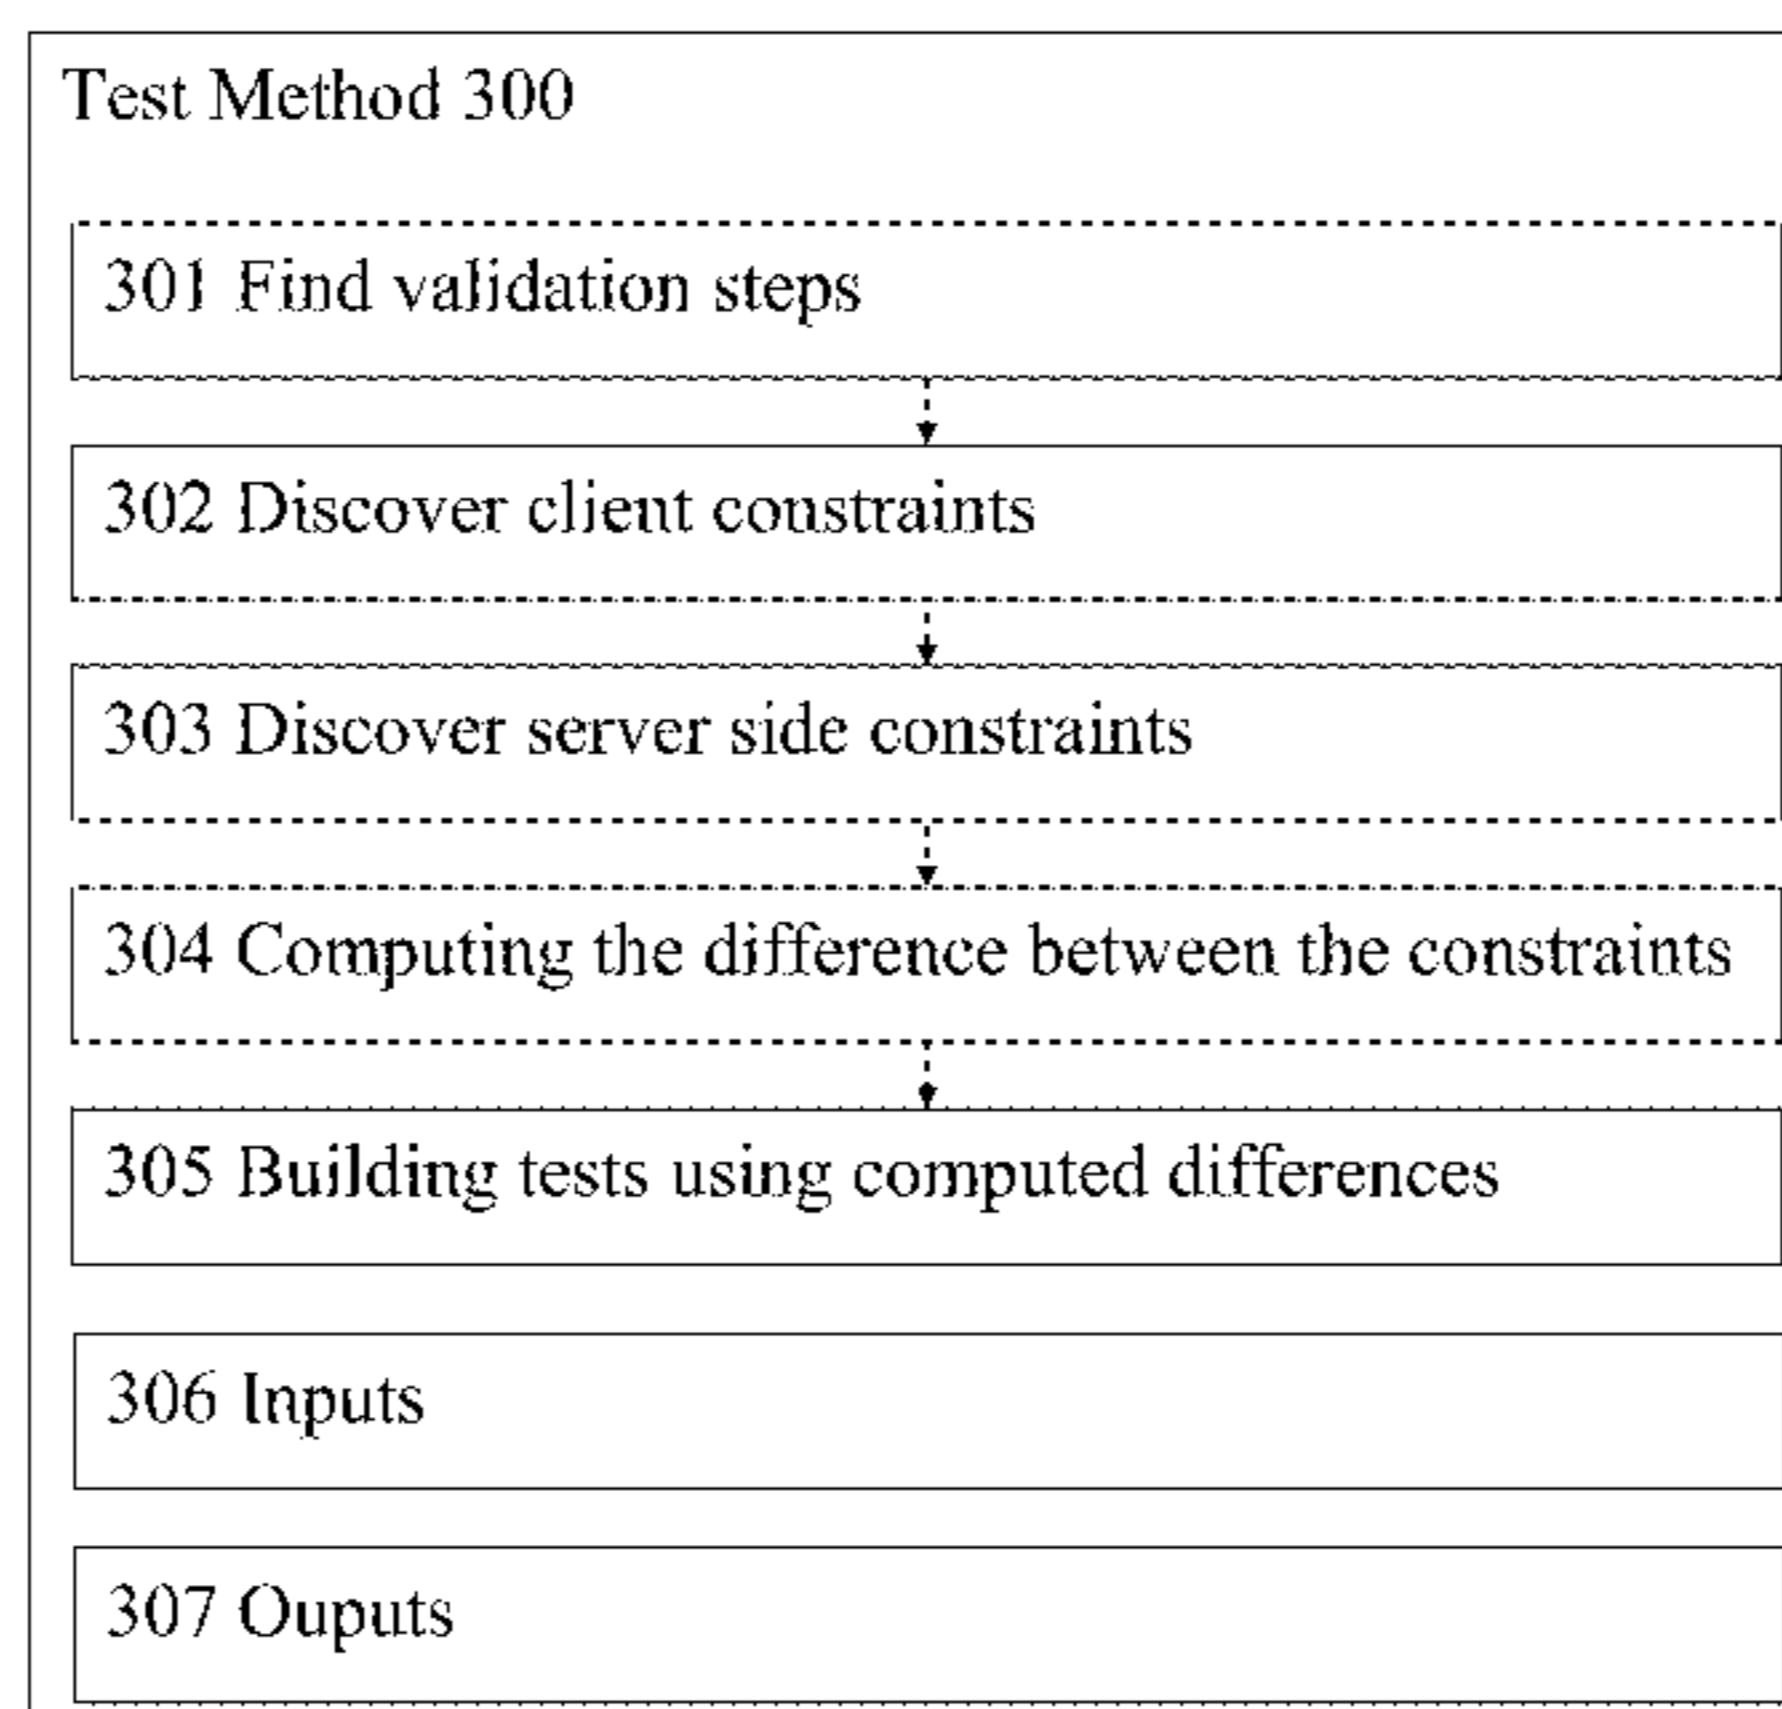 Test Method 300
301 Find validation steps
302 Discover client constraints
303 Discover server side constraints
304 Computing the difference between the constraints
305 Building tests using computed differences
306 Inputs
307 Ouputs